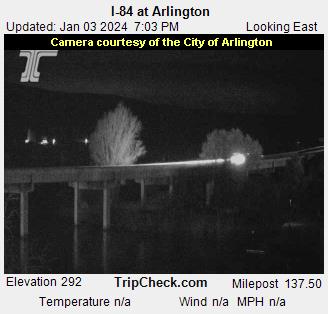 I-84 at Arlington
Updated: Jan 03 2024 7:03 PM Looking East
Camera courtesy of the City of Arlington
Elevation 292 TripCheck.com Milepost 137.50
Temperature n/a Wind n/a MPH n/a